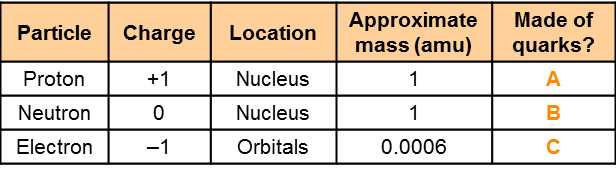 Particle Charge Location Approximate mass (amu) Made of quarks?
Proton +1 Nucleus 1 A
Neutron 0 Nucleus 1 B
Electron –1 Orbitals 0.0006 C